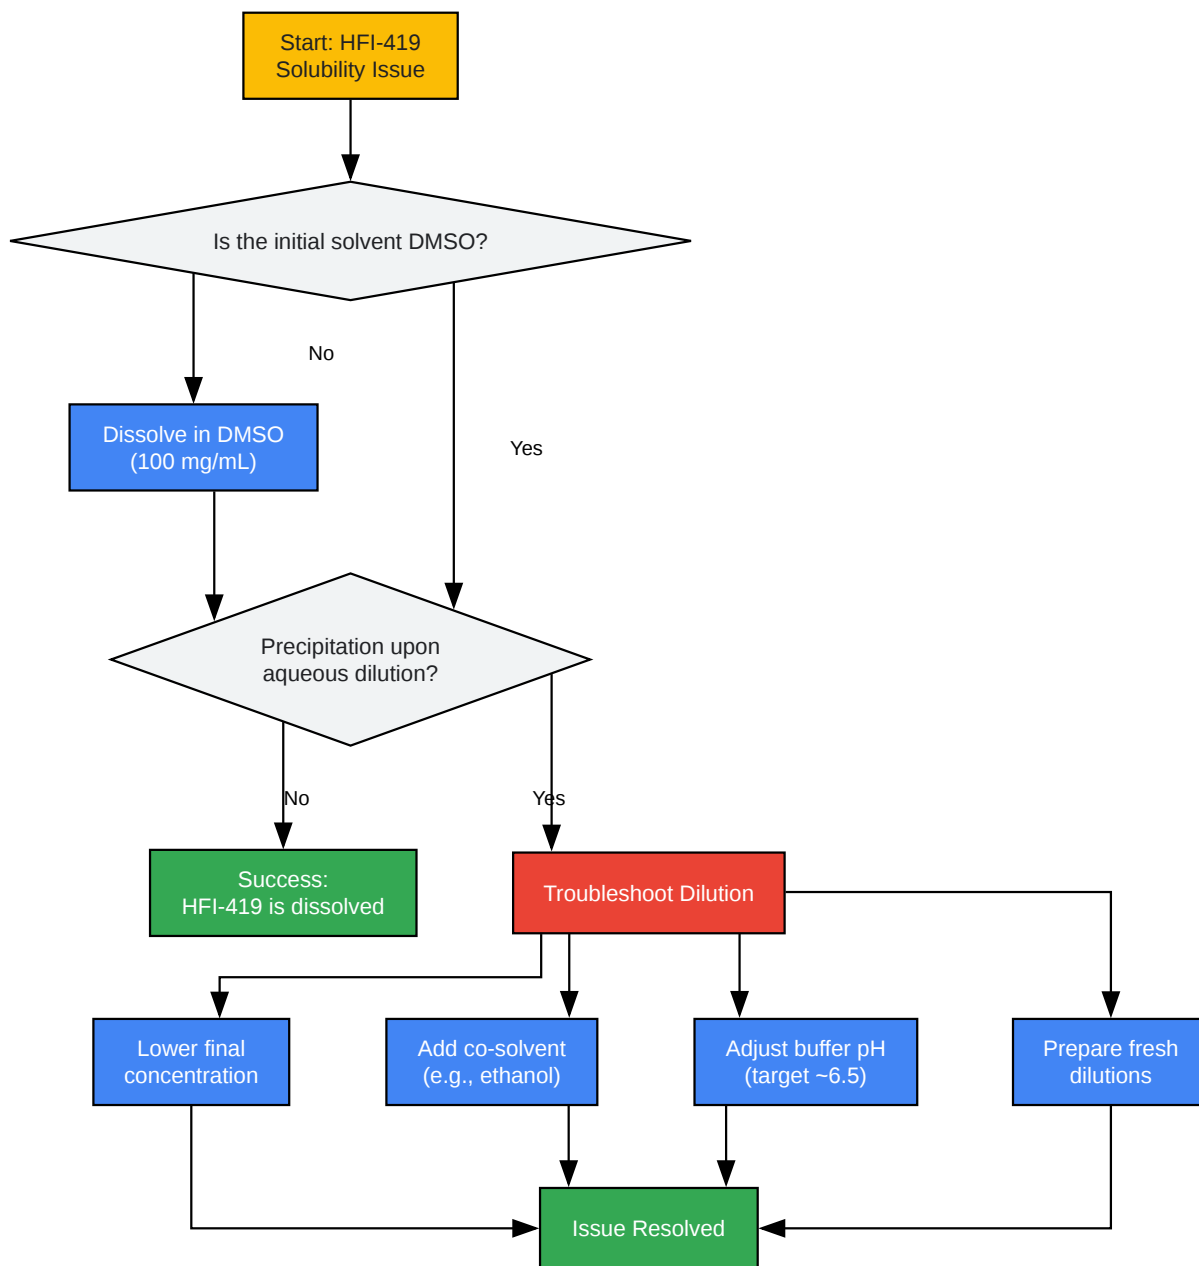 Start: HFI-419
Solubility Issue
Is the initial solvent DMSO?
No
Dissolve in DMSO
(100 mg/mL)
Yes
Precipitation upon
aqueous dilution?
No
Yes
Success:
HFI-419 is dissolved
Troubleshoot Dilution
Lower final
concentration
Add co-solvent
(e.g., ethanol)
Adjust buffer pH
(target ~6.5)
Prepare fresh
dilutions
Issue Resolved